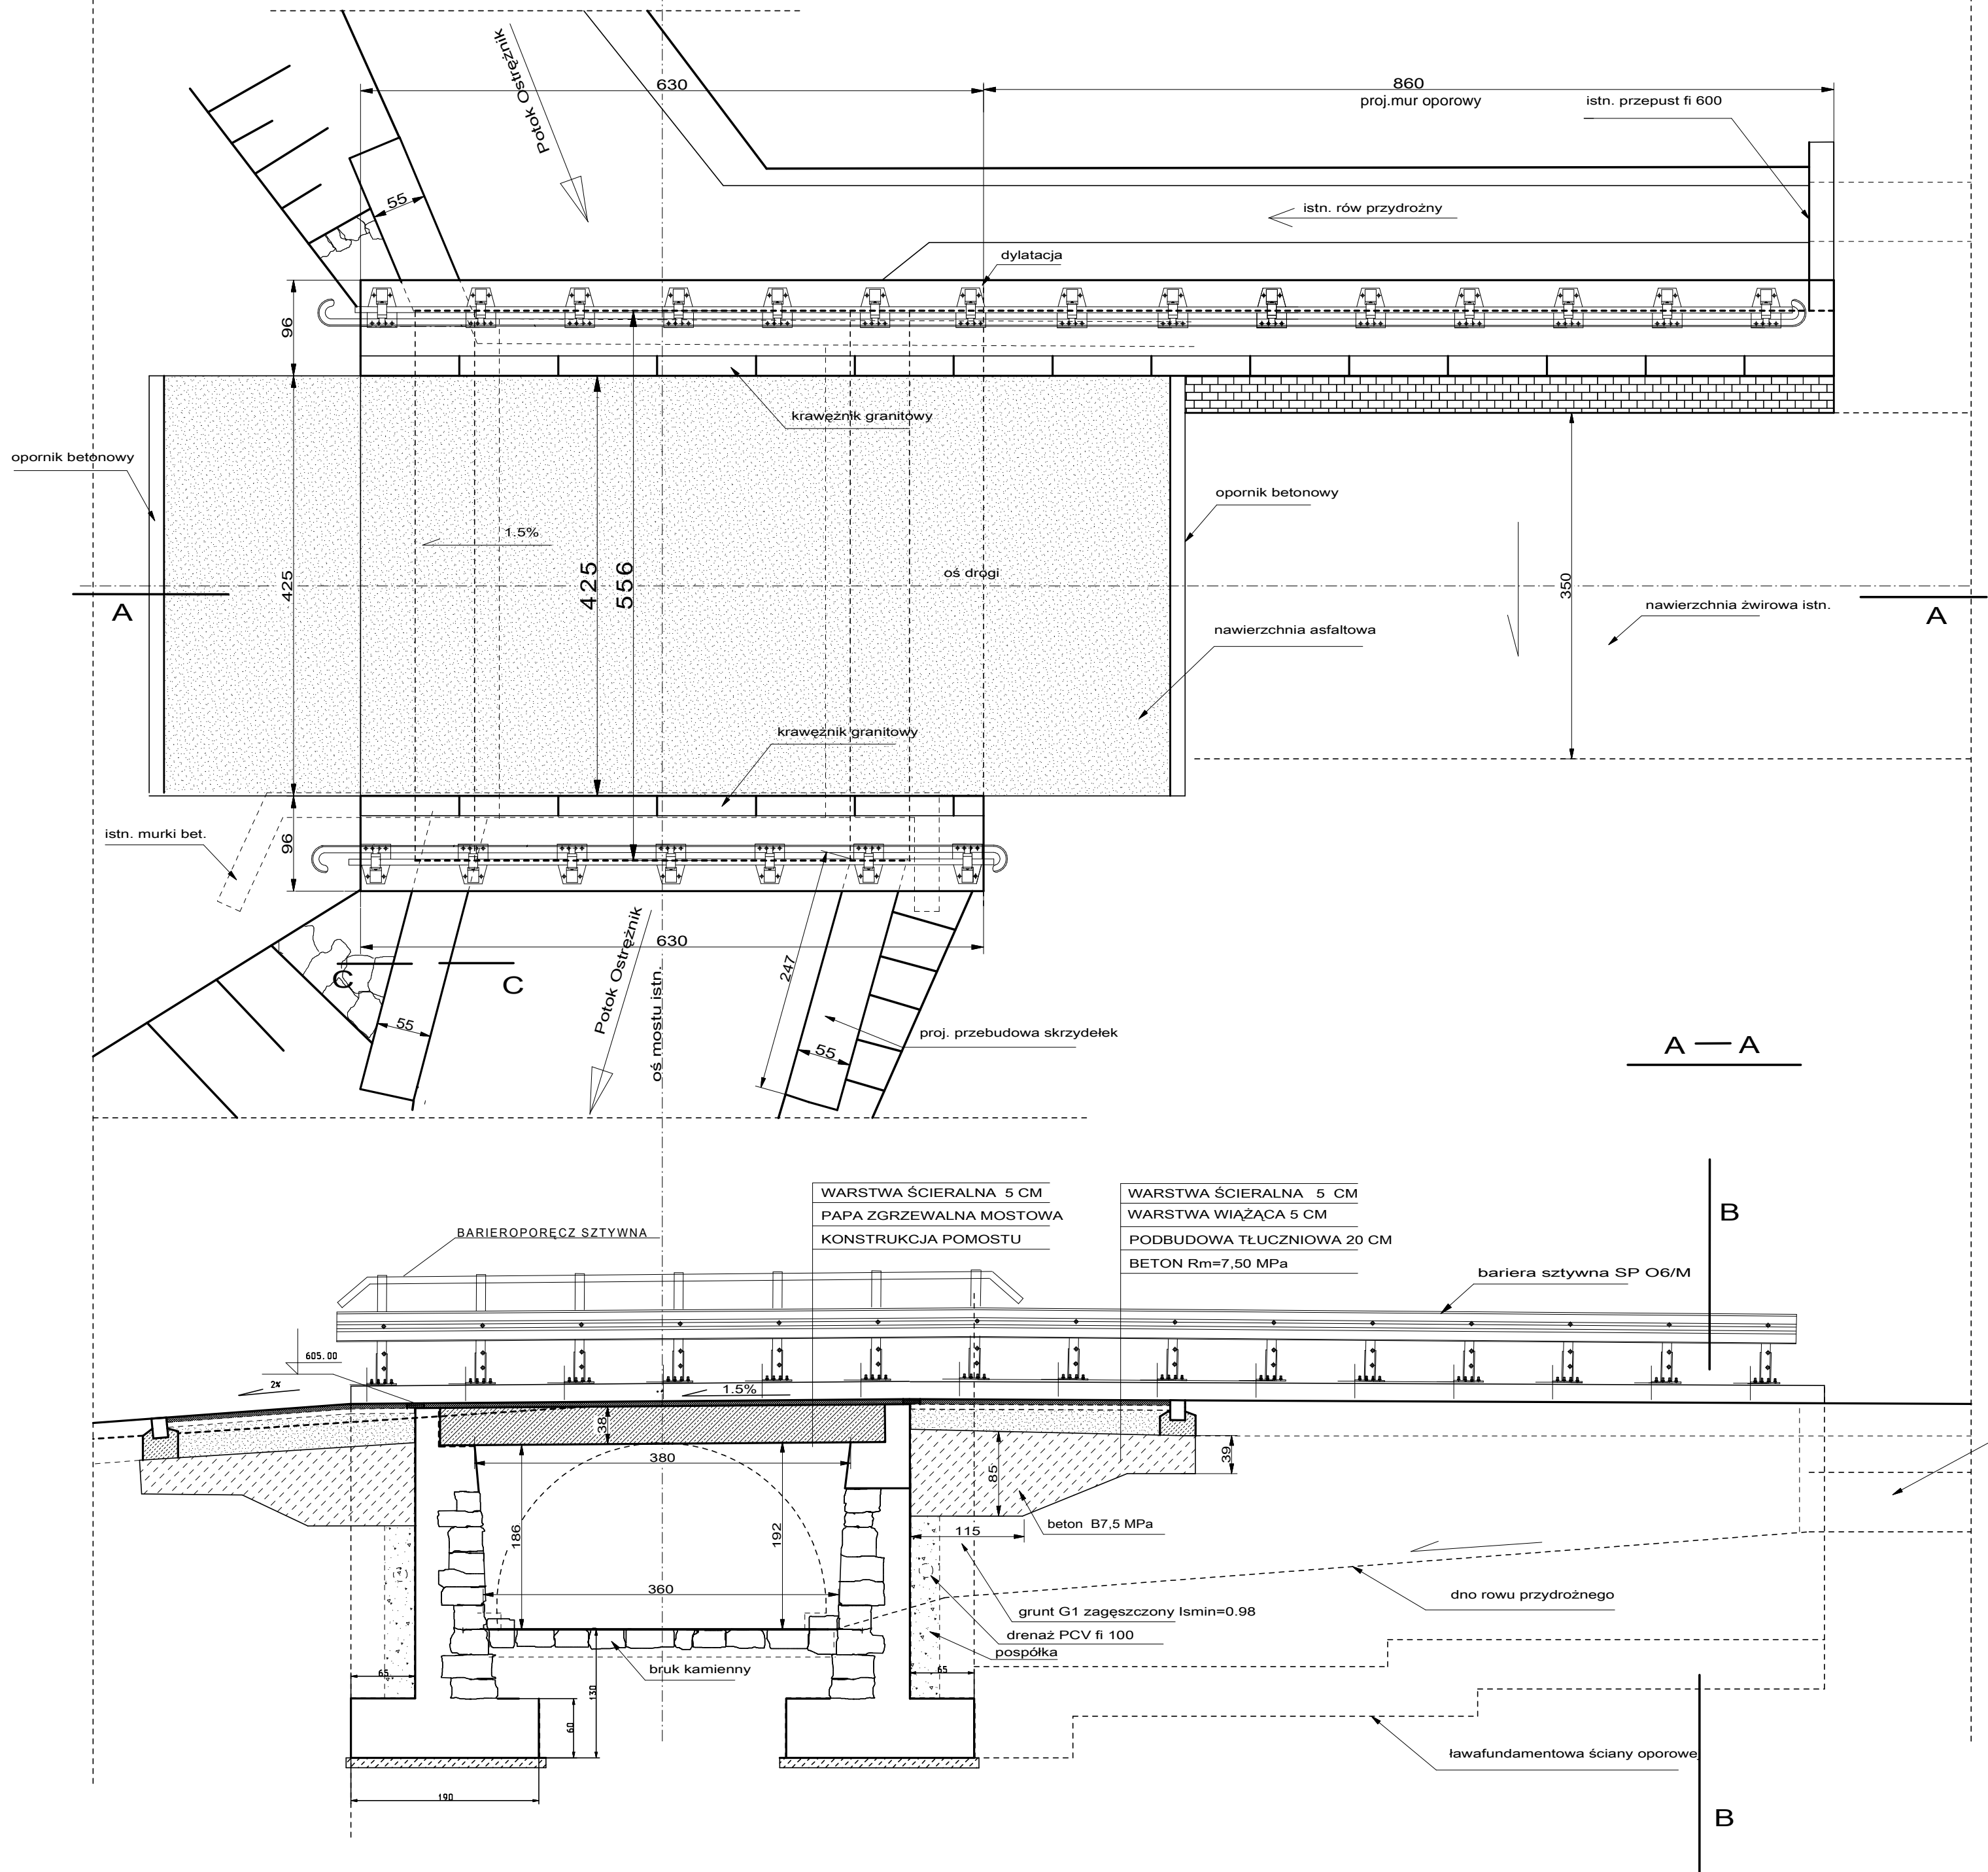 Potok Ostrężnik
630
860
proj.mur oporowy
istn. przepust fi 600
55
istn. rów przydrożny
dylatacja
96
krawężnik granitowy
opornik betonowy
opornik betonowy
1.5%
425
425
556
oś drogi
350
A
nawierzchnia żwirowa istn.
A
nawierzchnia asfaltowa
krawężnik granitowy
istn. murki bet.
96
630
Potok Ostrężnik
oś mostu istn.
247
C
C
55
55
proj. przebudowa skrzydełek
A — A
WARSTWA ŚCIERALNA 5 CM
PAPA ZGRZEWALNA MOSTOWA
KONSTRUKCJA POMOSTU
WARSTWA ŚCIERALNA 5 CM
WARSTWA WIĄŻĄCA 5 CM
PODBUDOWA TŁUCZNIOWA 20 CM
BETON Rm=7,50 MPa
B
BARIEROPORĘCZ SZTYWNA
bariera sztywna SP O6/M
605.00
2%
1.5%
38
380
85
39
186
192
115
beton B7,5 MPa
360
dno rowu przydrożnego
grunt G1 zagęszczony Ismin=0.98
drenaż PCV fi 100
pospółka
bruk kamienny
65
65
130
60
ławafundamentowa ściany oporowej
190
B